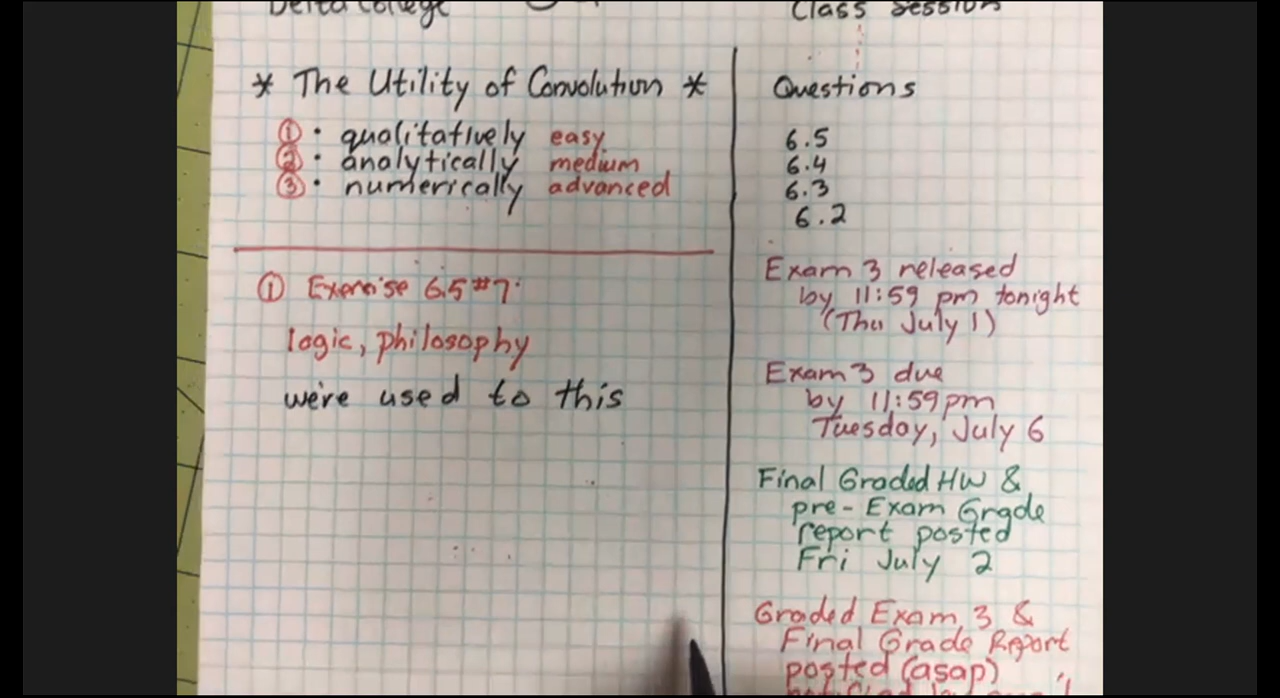 Delta College
Class Session
* The Utility of Convolution *
① · qualitatively easy
② · analytically medium
③ · numerically advanced
① Exercise 6.5 #7:
logic, philosophy
we're used to this
Questions
6.5
6.4
6.3
6.2
Exam 3 released
by 11:59 pm tonight
(Thu July 1)
Exam 3 due
by 11:59pm
Tuesday, July 6
Final Graded HW &
pre-Exam Grade
report posted
Fri July 2
Graded Exam 3 &
Final Grade Report
posted (asap)